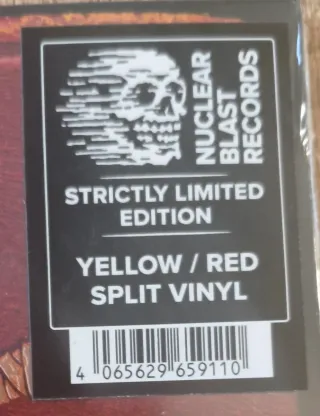 NUCLEAR
BLAST
RECORDS
STRICTLY LIMITED
EDITION
YELLOW / RED
SPLIT VINYL
4 065629 659110